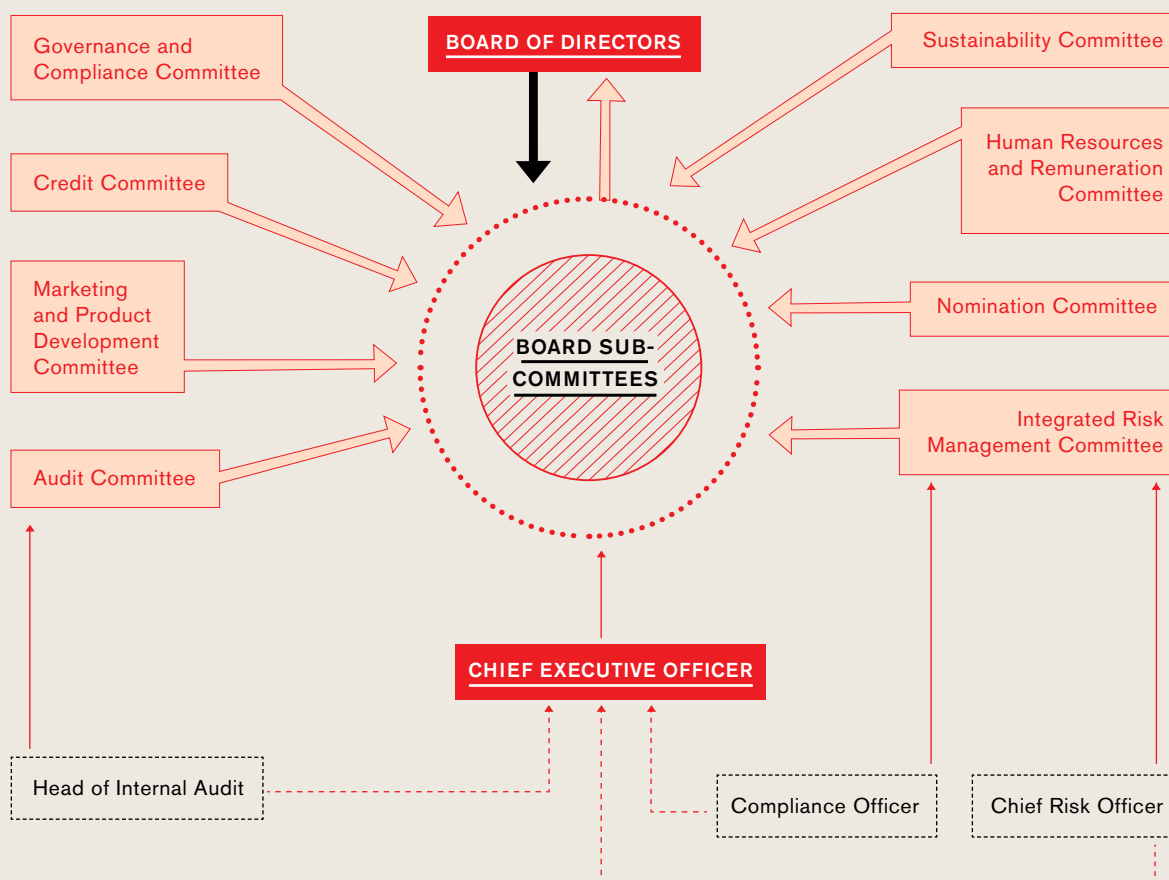 BOARD OF DIRECTORS
Governance and
Compliance Committee
Credit Committee
Marketing
and Product
Development
Committee
Audit Committee
Sustainability Committee
Human Resources
and Remuneration
Committee
Nomination Committee
Integrated Risk
Management Committee
BOARD SUB-
COMMITTEES
CHIEF EXECUTIVE OFFICER
Head of Internal Audit
Compliance Officer
Chief Risk Officer